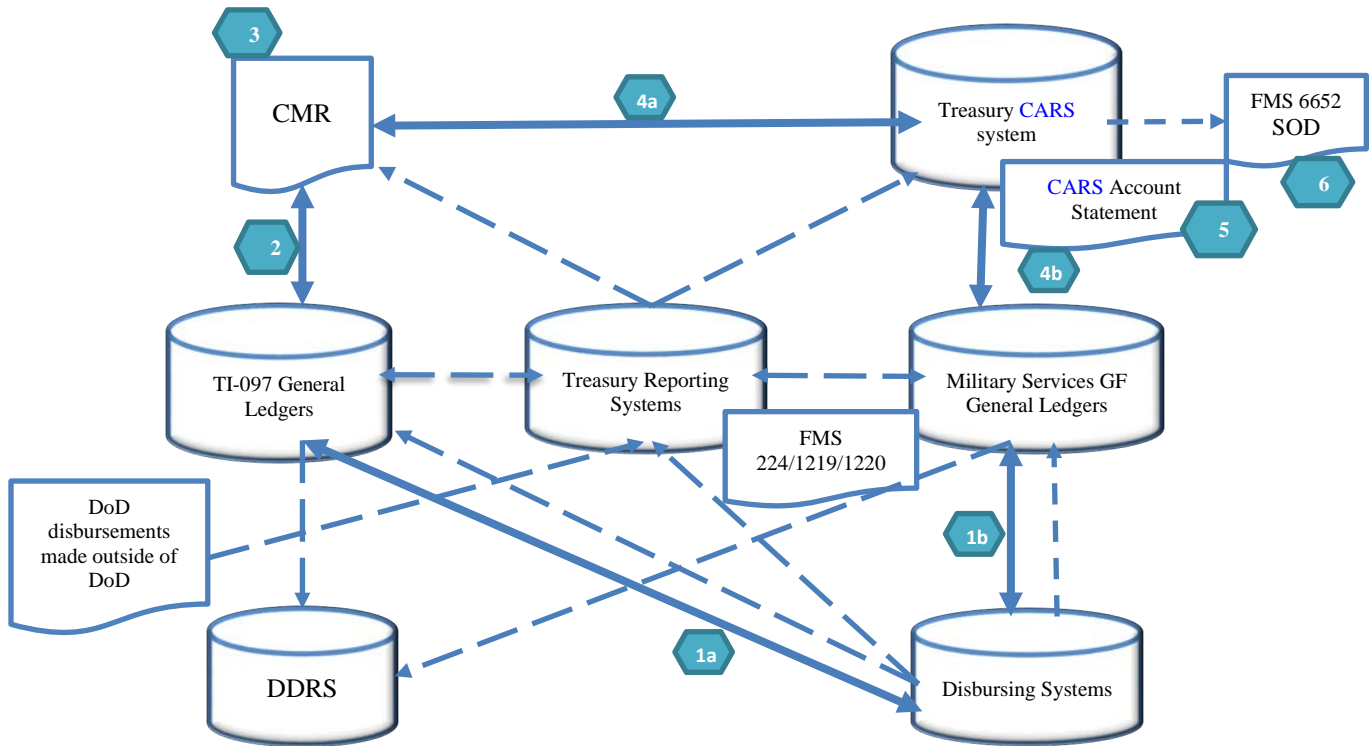 3
CMR
4a
Treasury CARS
system
FMS 6652
SOD
6
CARS Account
Statement
5
2
4b
TI-097 General
Ledgers
Treasury Reporting
Systems
Military Services GF
General Ledgers
FMS
224/1219/1220
DoD
disbursements
made outside of
DoD
1b
1a
DDRS
Disbursing Systems